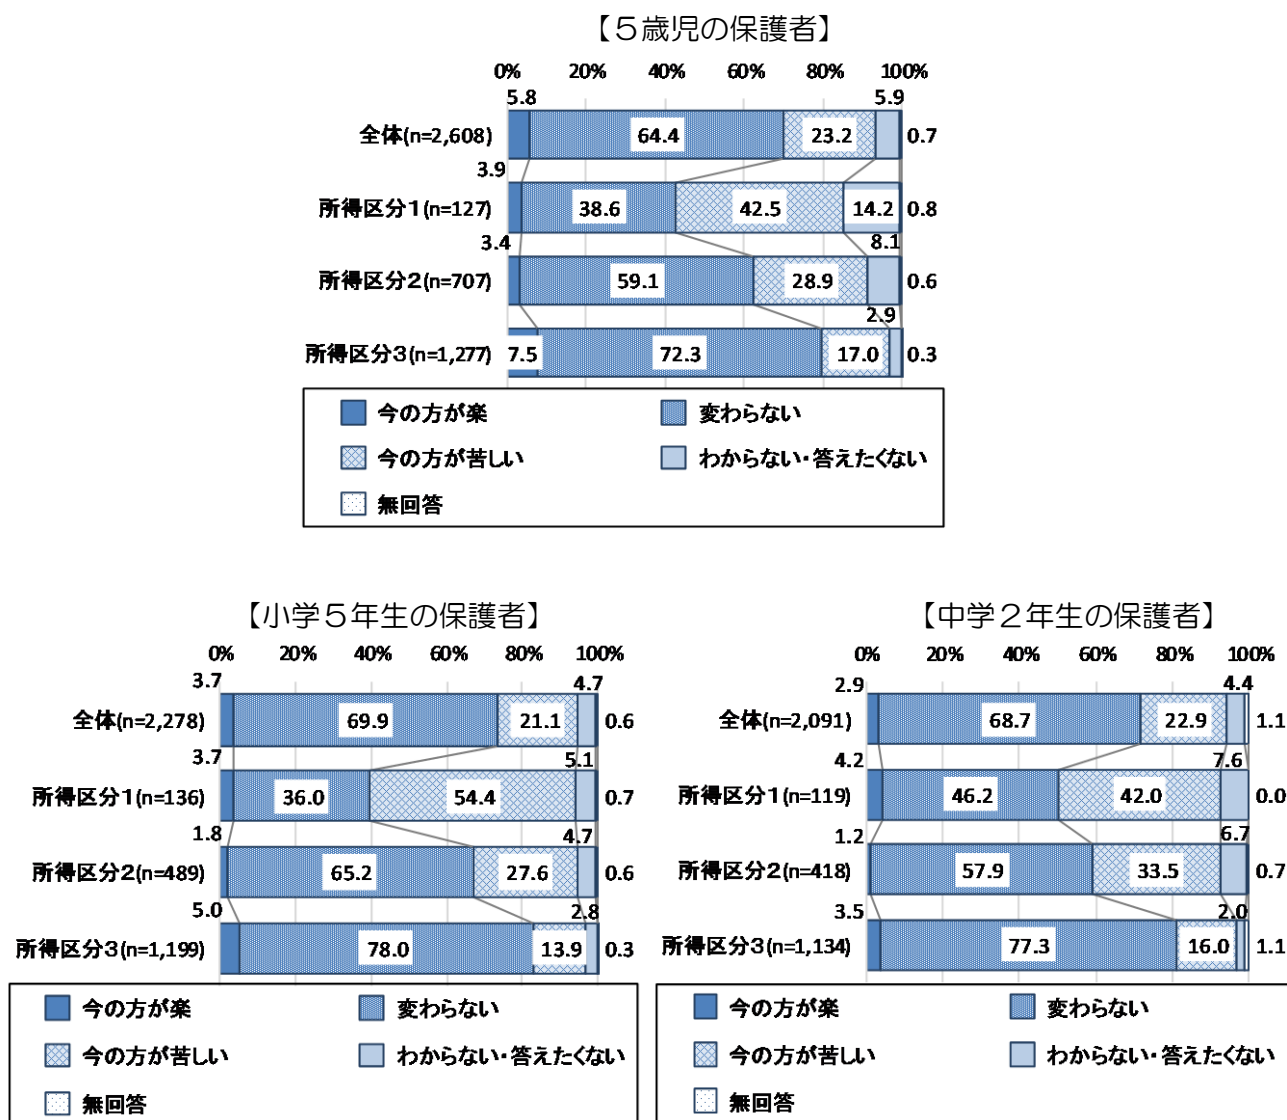 【５歳児の保護者】
0% 20% 40% 60% 80% 100%
5.8 5.9
全体(n=2,608) 64.4 23.2 0.7
3.9
所得区分１(n=127) 38.6 42.5 14.2 0.8
3.4 8.1
所得区分２(n=707) 59.1 28.9 0.6
2.9
所得区分３(n=1,277) 7.5 72.3 17.0 0.3
今の方が楽 変わらない
今の方が苦しい わからない・答えたくない
無回答
【小学５年生の保護者】
0% 20% 40% 60% 80% 100%
3.7 4.7
全体(n=2,278) 69.9 21.1 0.6
3.7 5.1
所得区分１(n=136) 36.0 54.4 0.7
1.8 4.7
所得区分２(n=489) 65.2 27.6 0.6
5.0 2.8
所得区分３(n=1,199) 78.0 13.9 0.3
今の方が楽 変わらない
今の方が苦しい わからない・答えたくない
無回答
【中学２年生の保護者】
0% 20% 40% 60% 80% 100%
2.9 4.4
全体(n=2,091) 68.7 22.9 1.1
4.2 7.6
所得区分１(n=119) 46.2 42.0 0.0
1.2 6.7
所得区分２(n=418) 57.9 33.5 0.7
3.5 2.0
所得区分３(n=1,134) 77.3 16.0 1.1
今の方が楽 変わらない
今の方が苦しい わからない・答えたくない
無回答